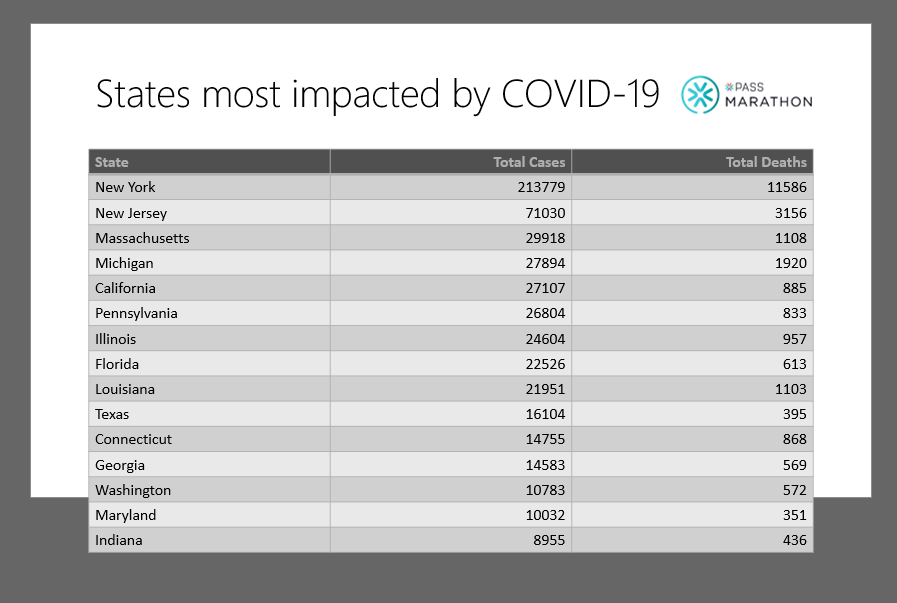 States most impacted by COVID-19
PASS
MARATHON
State Total Cases Total Deaths
New York 213779 11586
New Jersey 71030 3156
Massachusetts 29918 1108
Michigan 27894 1920
California 27107 885
Pennsylvania 26804 833
Illinois 24604 957
Florida 22526 613
Louisiana 21951 1103
Texas 16104 395
Connecticut 14755 868
Georgia 14583 569
Washington 10783 572
Maryland 10032 351
Indiana 8955 436